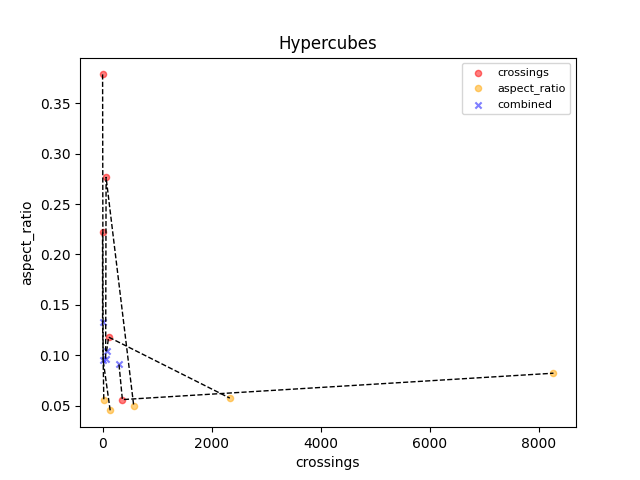 Hypercubes
crossings
aspect_ratio
combined
aspect_ratio
0.35
0.30
0.25
0.20
0.15
0.10
0.05
0 2000 4000 6000 8000
crossings